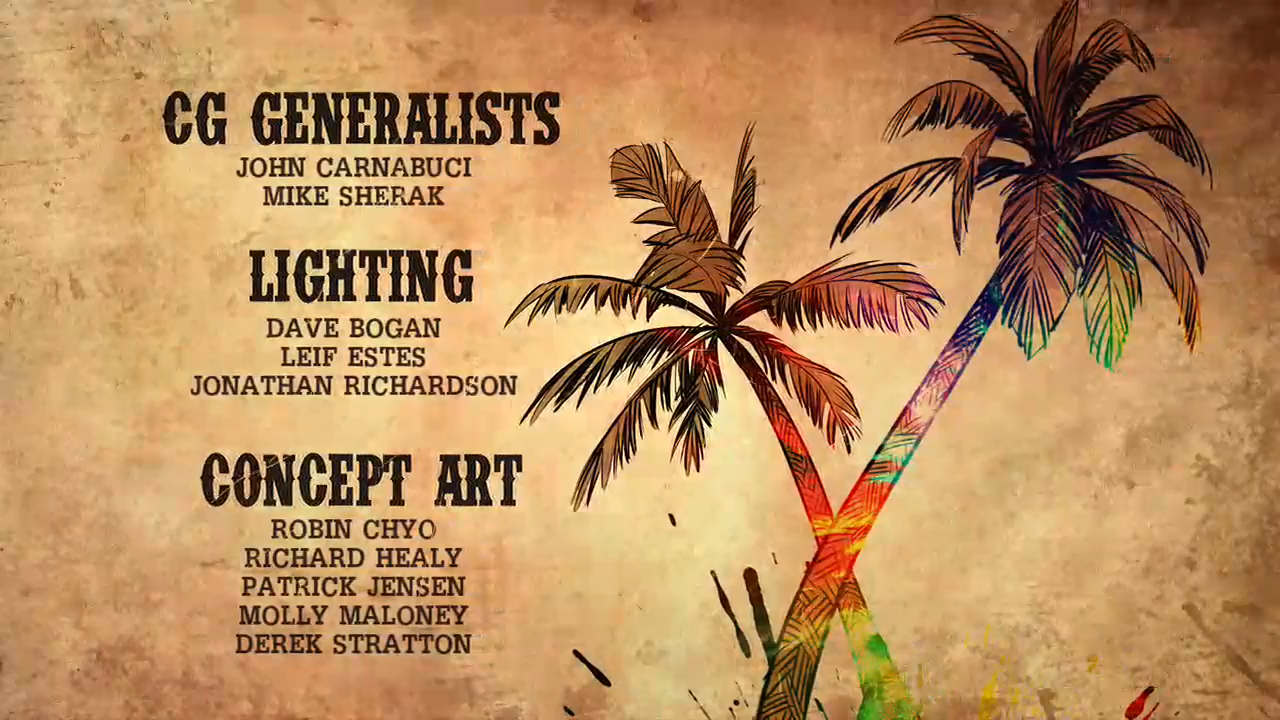 CG GENERALISTS
JOHN CARNABUCI
MIKE SHERAK
LIGHTING
DAVE BOGAN
LEIF ESTES
JONATHAN RICHARDSON
CONCEPT ART
ROBIN CHYO
RICHARD HEALY
PATRICK JENSEN
MOLLY MALONEY
DEREK STRATTON